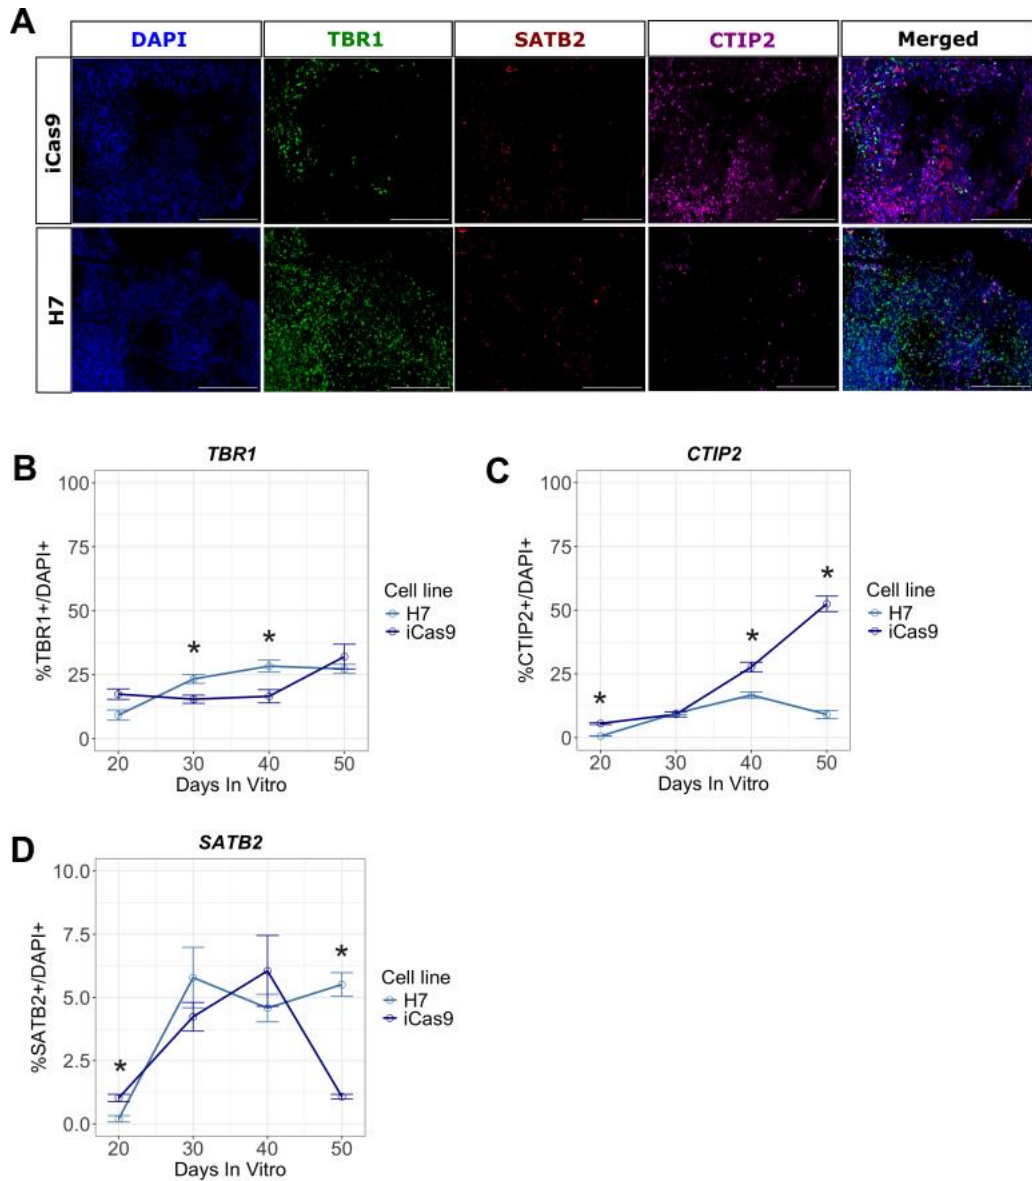 A
DAPI TBR1 SATB2 CTIP2 Merged
iCas9
H7
B
TBR1
100
75
50
25
0
%TBR1+/DAPI+
* *
20 30 40 50
Days In Vitro
Cell line
H7
iCas9
C
CTIP2
100
75
50
25
0
%CTIP2+/DAPI+
* * *
20 30 40 50
Days In Vitro
Cell line
H7
iCas9
D
SATB2
10.0
7.5
5.0
2.5
0.0
%SATB2+/DAPI+
* *
20 30 40 50
Days In Vitro
Cell line
H7
iCas9